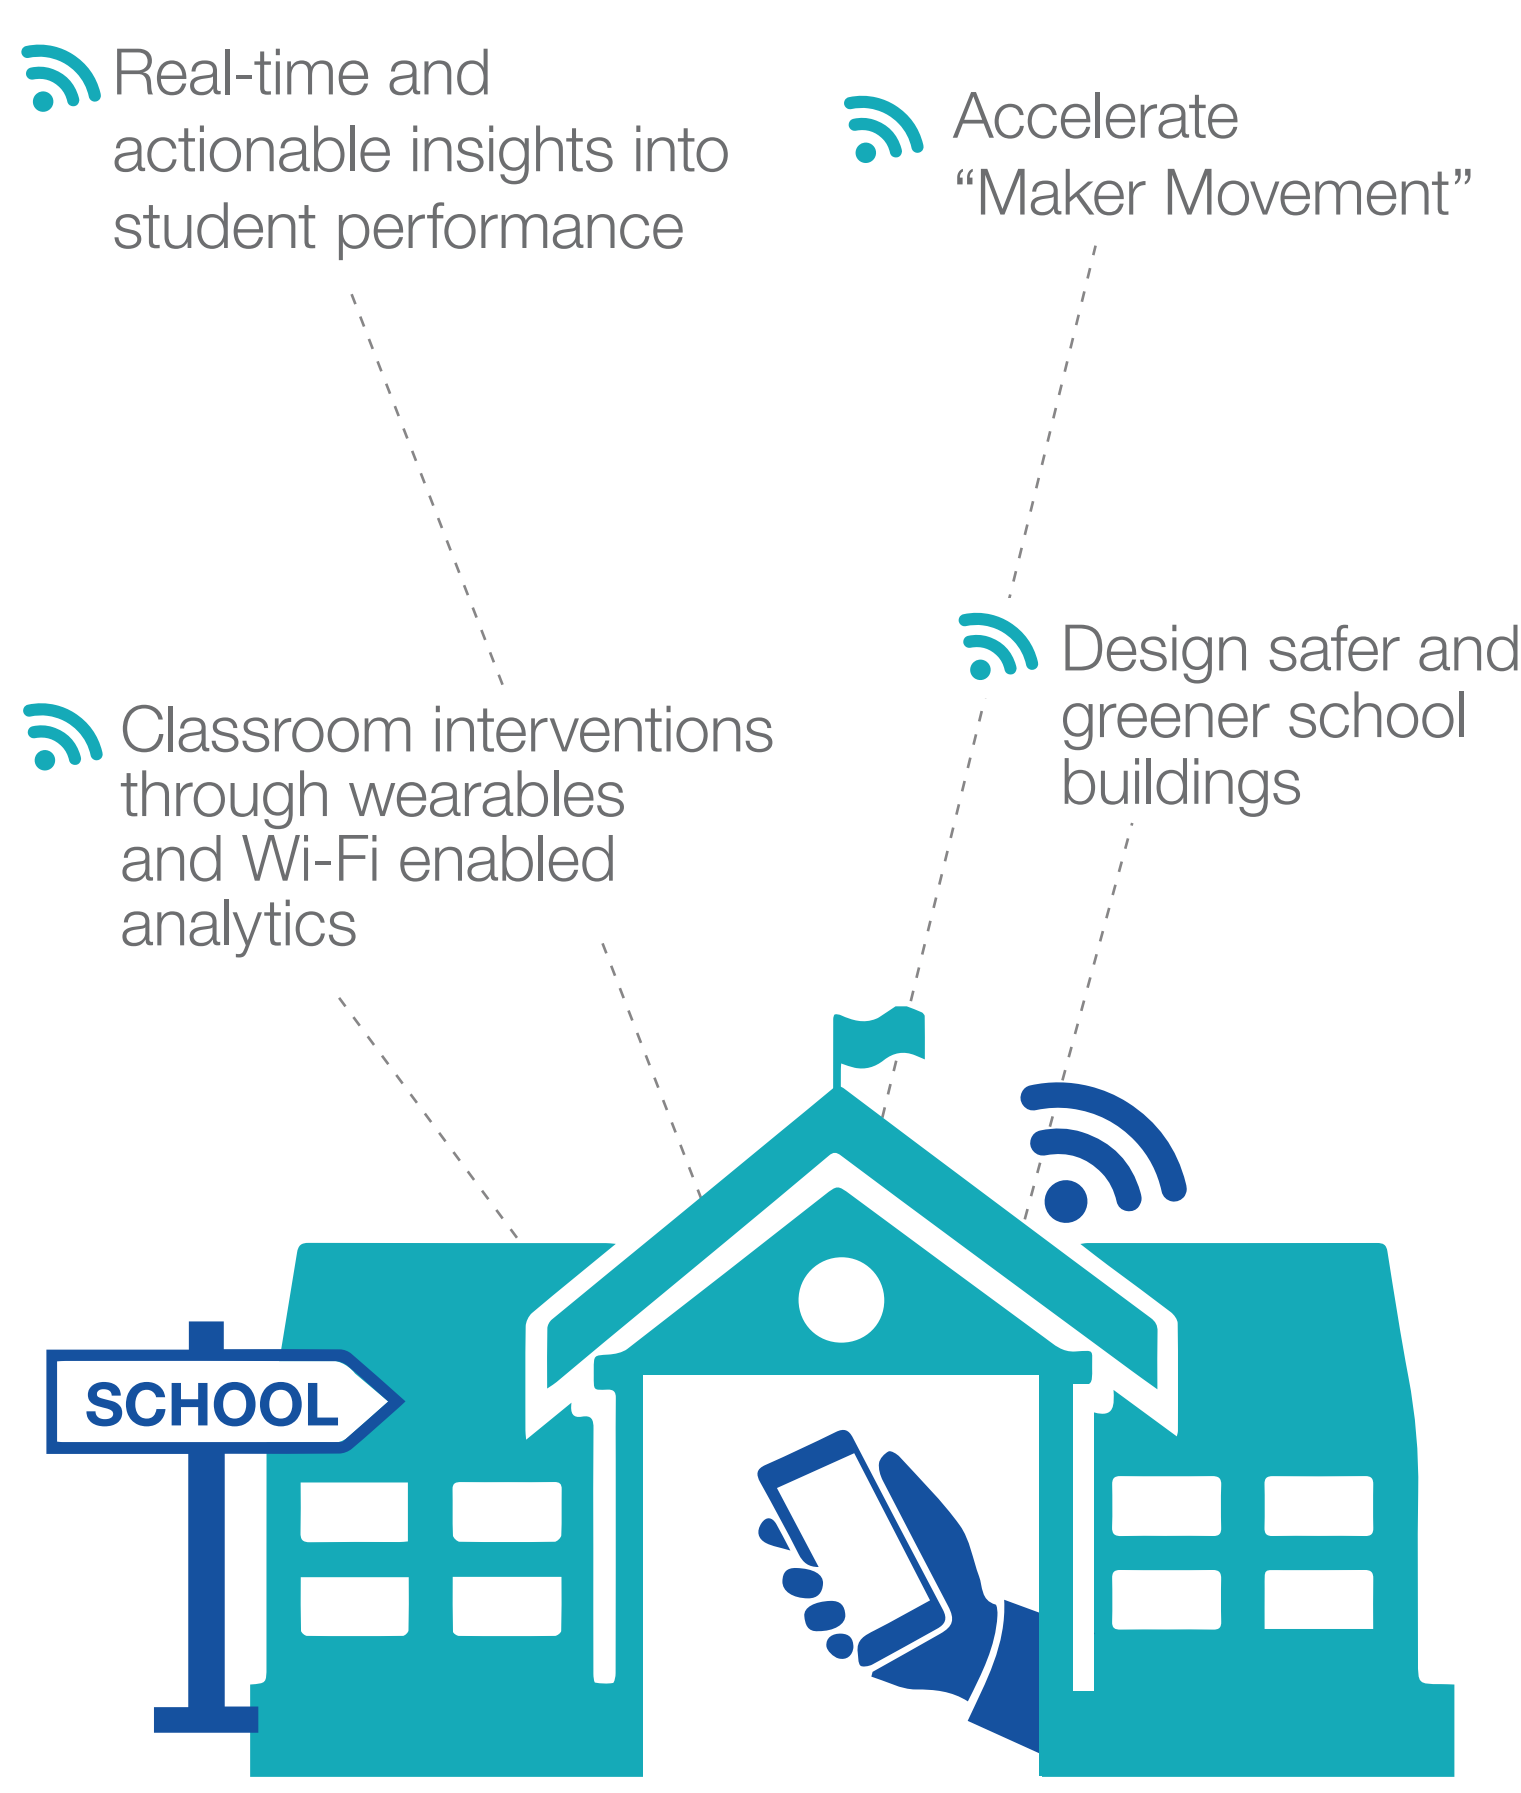 Real-time and
actionable insights into
student performance
Accelerate
“Maker Movement”
Classroom interventions
through wearables
and Wi-Fi enabled
analytics
Design safer and
greener school
buildings
SCHOOL